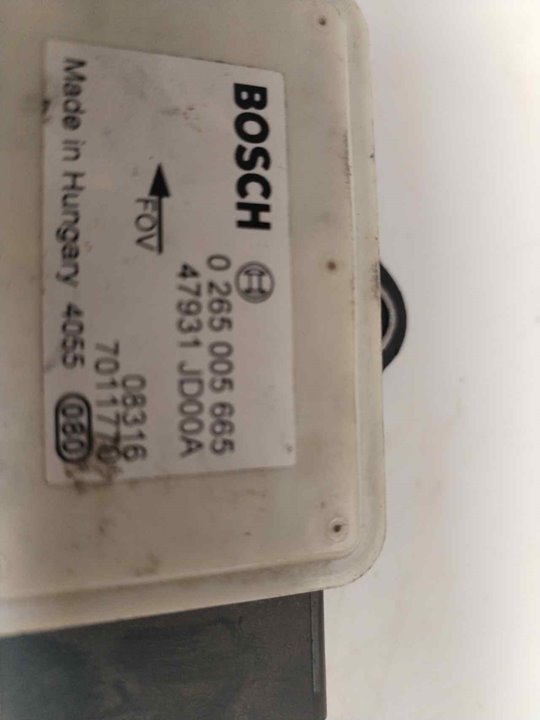 BOSCH
0 265 005 665
47931 JD00A
FOV
08316
7011770
Made in Hungary 4055 080